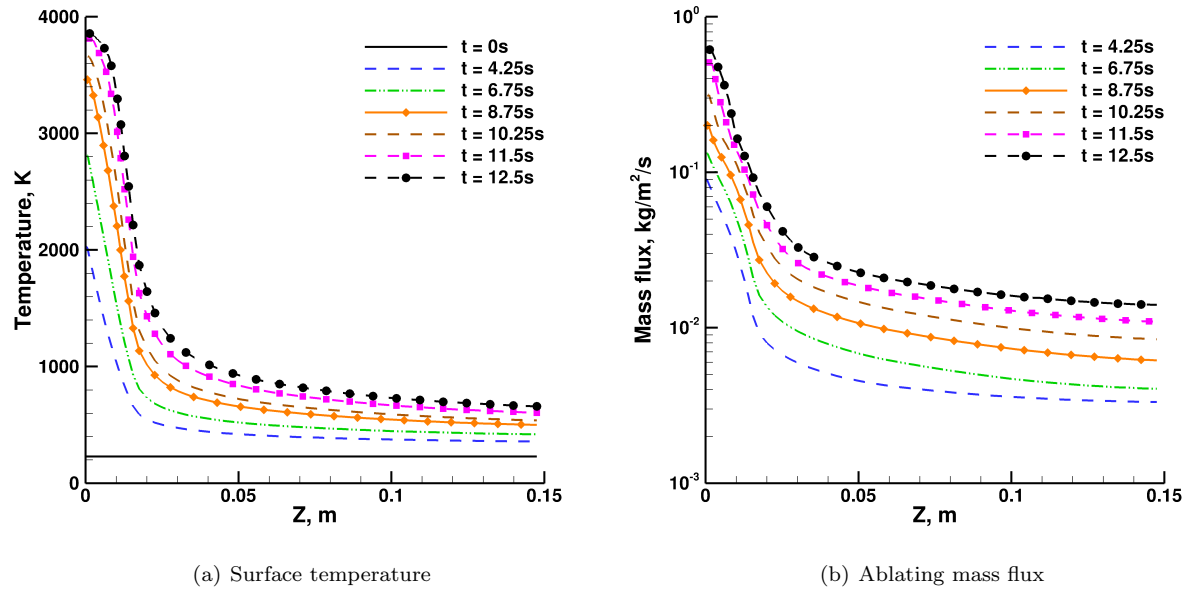 Temperature, K
4000
3000
2000
1000
0
0
0.05
0.1
0.15
Z, m
t = 0s
t = 4.25s
t = 6.75s
t = 8.75s
t = 10.25s
t = 11.5s
t = 12.5s
(a) Surface temperature
Mass flux, kg/m²/s
10⁰
10⁻¹
10⁻²
10⁻³
0
0.05
0.1
0.15
Z, m
t = 4.25s
t = 6.75s
t = 8.75s
t = 10.25s
t = 11.5s
t = 12.5s
(b) Ablating mass flux